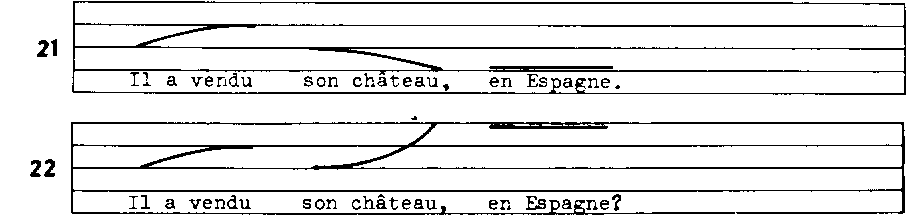 21
Il a vendu son château, en Espagne.
22
Il a vendu son château, en Espagne?